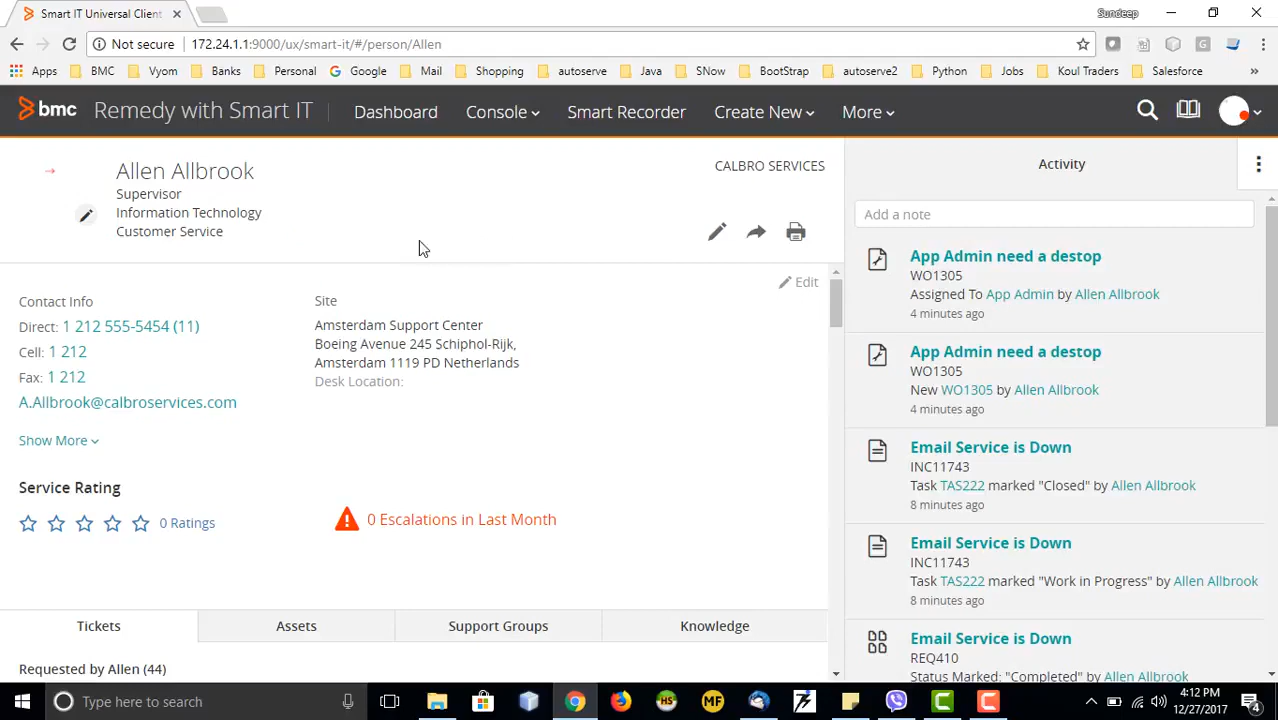 Smart IT Universal Client
Sundeep
Not secure
172.24.1.1:9000/ux/smart-it/#/person/Allen
Apps
BMC
Vyom
Banks
Personal
Google
Mail
Shopping
autoserve
Java
SNow
BootStrap
autoserve2
Python
Jobs
Koul Traders
Salesforce
»
bmc
Remedy with Smart IT
Dashboard
Console
Smart Recorder
Create New
More
Allen Allbrook
Supervisor
Information Technology
Customer Service
CALBRO SERVICES
Edit
Contact Info
Direct: 1 212 555-5454 (11)
Cell: 1 212
Fax: 1 212
A.Allbrook@calbroservices.com
Show More
Site
Amsterdam Support Center
Boeing Avenue 245 Schiphol-Rijk,
Amsterdam 1119 PD Netherlands
Desk Location:
Service Rating
0 Ratings
0 Escalations in Last Month
Tickets
Assets
Support Groups
Knowledge
Requested by Allen (44)
Activity
Add a note
App Admin need a destop
WO1305
Assigned To App Admin by Allen Allbrook
4 minutes ago
App Admin need a destop
WO1305
New WO1305 by Allen Allbrook
4 minutes ago
Email Service is Down
INC11743
Task TAS222 marked "Closed" by Allen Allbrook
8 minutes ago
Email Service is Down
INC11743
Task TAS222 marked "Work in Progress" by Allen Allbrook
8 minutes ago
Email Service is Down
REQ410
Status Marked: "Completed" by Allen Allbrook
Type here to search
HS
MF
4:12 PM
12/27/2017
4